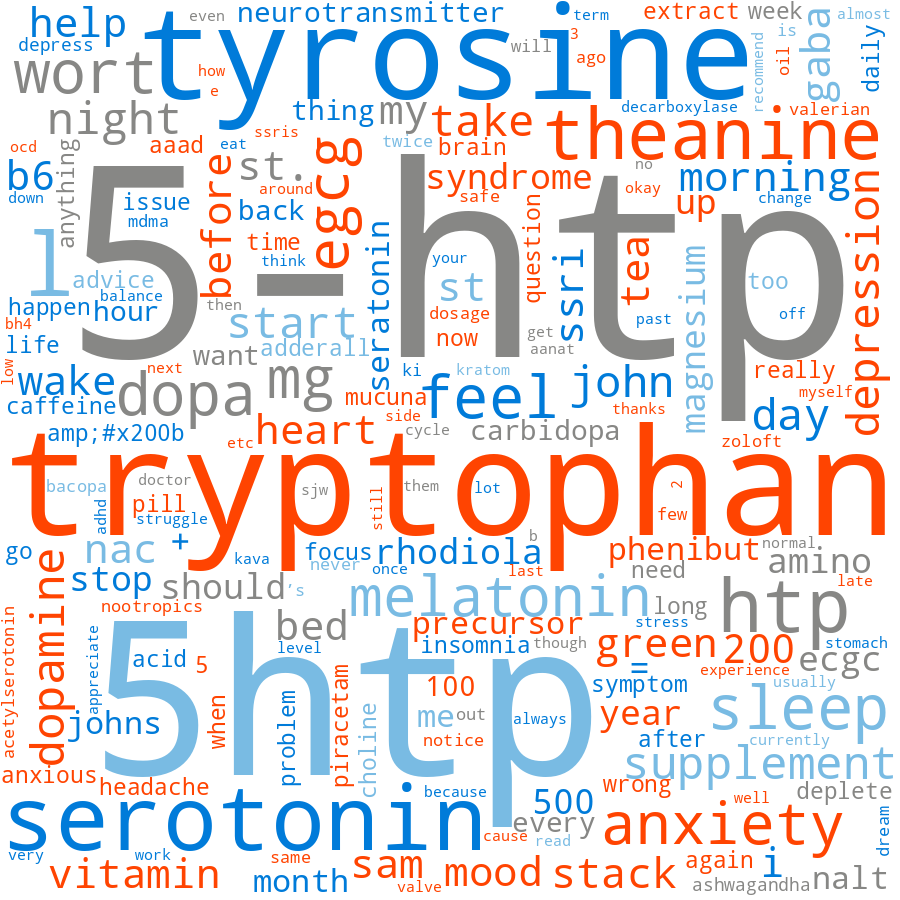 even
neurotransmitter
term
extract
week
almost
help
tyrosine
3
is
depress
will
ago
oil
gaba
daily
wort
how
recommend
e
night
thing
my
take
decarboxylase
valerian
theanine
ssris
ocd
aaad
eat
egcg
twice
brain
b6
anything
before
st.
no
morning
down
issue
around
syndrome
okay
safe
up
change
mdma
back
5-htp
question
time
seratonin
think
your
ssri
tea
depression
l
advice
st
magnesium
too
happen
balance
hour
then
start
dosage
past
off
bh4
now
get
life
want
adderall
aanat
really
low
next
ki
kratom
wake
dopa
mg
mucuna
feel
john
myself
caffeine
side
thanks
day
amp;#x200b
etc
heart
cycle
carbidopa
zoloft
tryptophan
doctor
bacopa
sjw
them
lot
2
adhd
pill
still
struggle
few
+
b
go
nac
kava
focus
rhodiola
phenibut
normal
amino
never
stop
should
's
once
last
need
late
dopamine
nootropics
melatonin
long
htp
bed
precursor
stress
acetylserotonin
appreciate
level
insomnia
though
green
200
stomach
acid
5
5htp
=
ecgc
experience
100
symptom
usually
johns
when
problem
piracetam
choline
me
out
always
year
sleep
notice
after
currently
anxious
supplement
headache
because
wrong
deplete
500
well
serotonin
every
anxiety
cause
read
dream
very
work
same
sam
mood
stack
again
i
vitamin
month
valve
ashwagandha
nalt